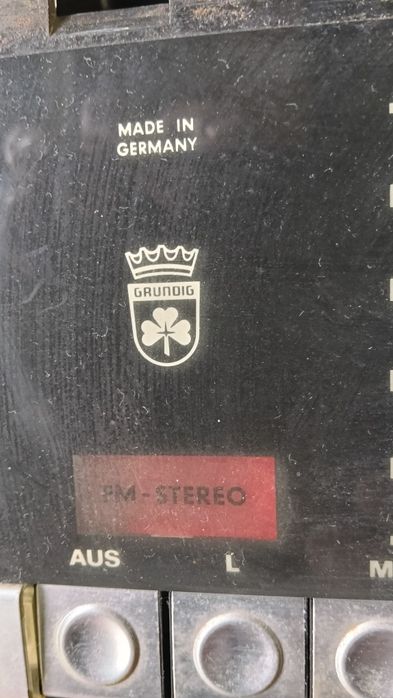 MADE IN
GERMANY
GRUNDIG
FM-STEREO
AUS L M